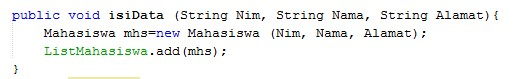 public void isiData (String Nim, String Nama, String Alamat){
Mahasiswa mhs=new Mahasiswa (Nim, Nama, Alamat);
ListMahasiswa.add(mhs);
}